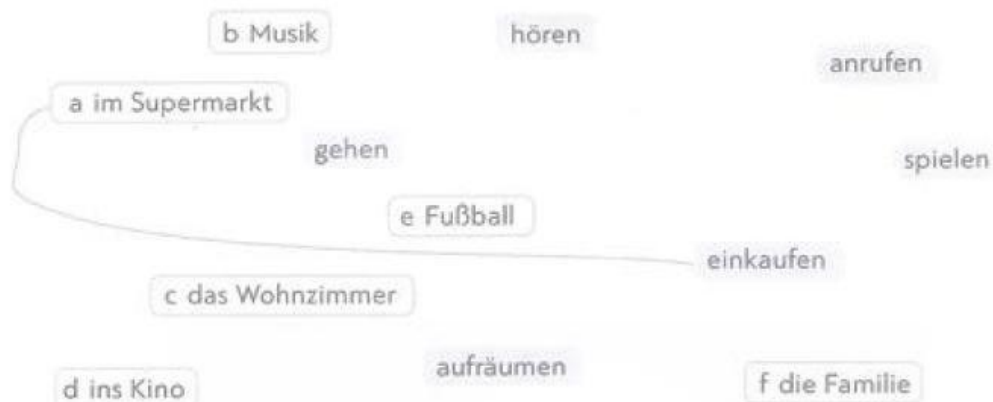 b Musik
hören
anrufen
a im Supermarkt
gehen
spielen
e Fußball
einkaufen
c das Wohnzimmer
aufräumen
d ins Kino
f die Familie